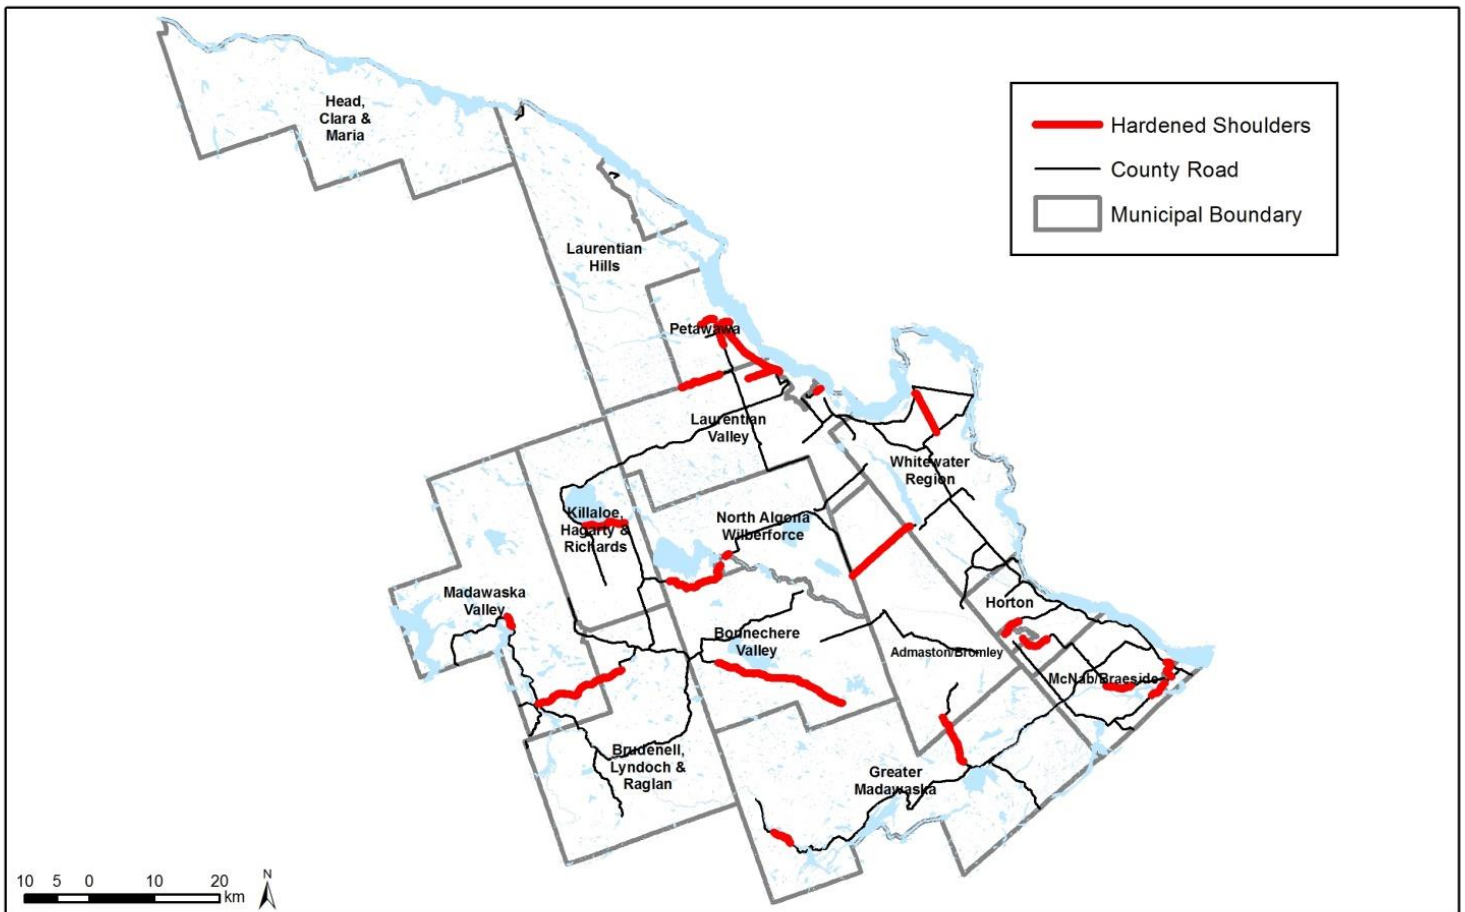 Head,
Clara &
Maria
Hardened Shoulders
County Road
Municipal Boundary
Laurentian
Hills
Petawawa
Laurentian
Valley
Whitewater
Region
Killaloe,
Hagarty &
Richards
North Algona
Wilberforce
Madawaska
Valley
Horton
Bonnechere
Valley
Admaston/Bromley
McNab/Braeside
Brudenell,
Lyndoch &
Raglan
Greater
Madawaska
10 5 0 10 20
km
N